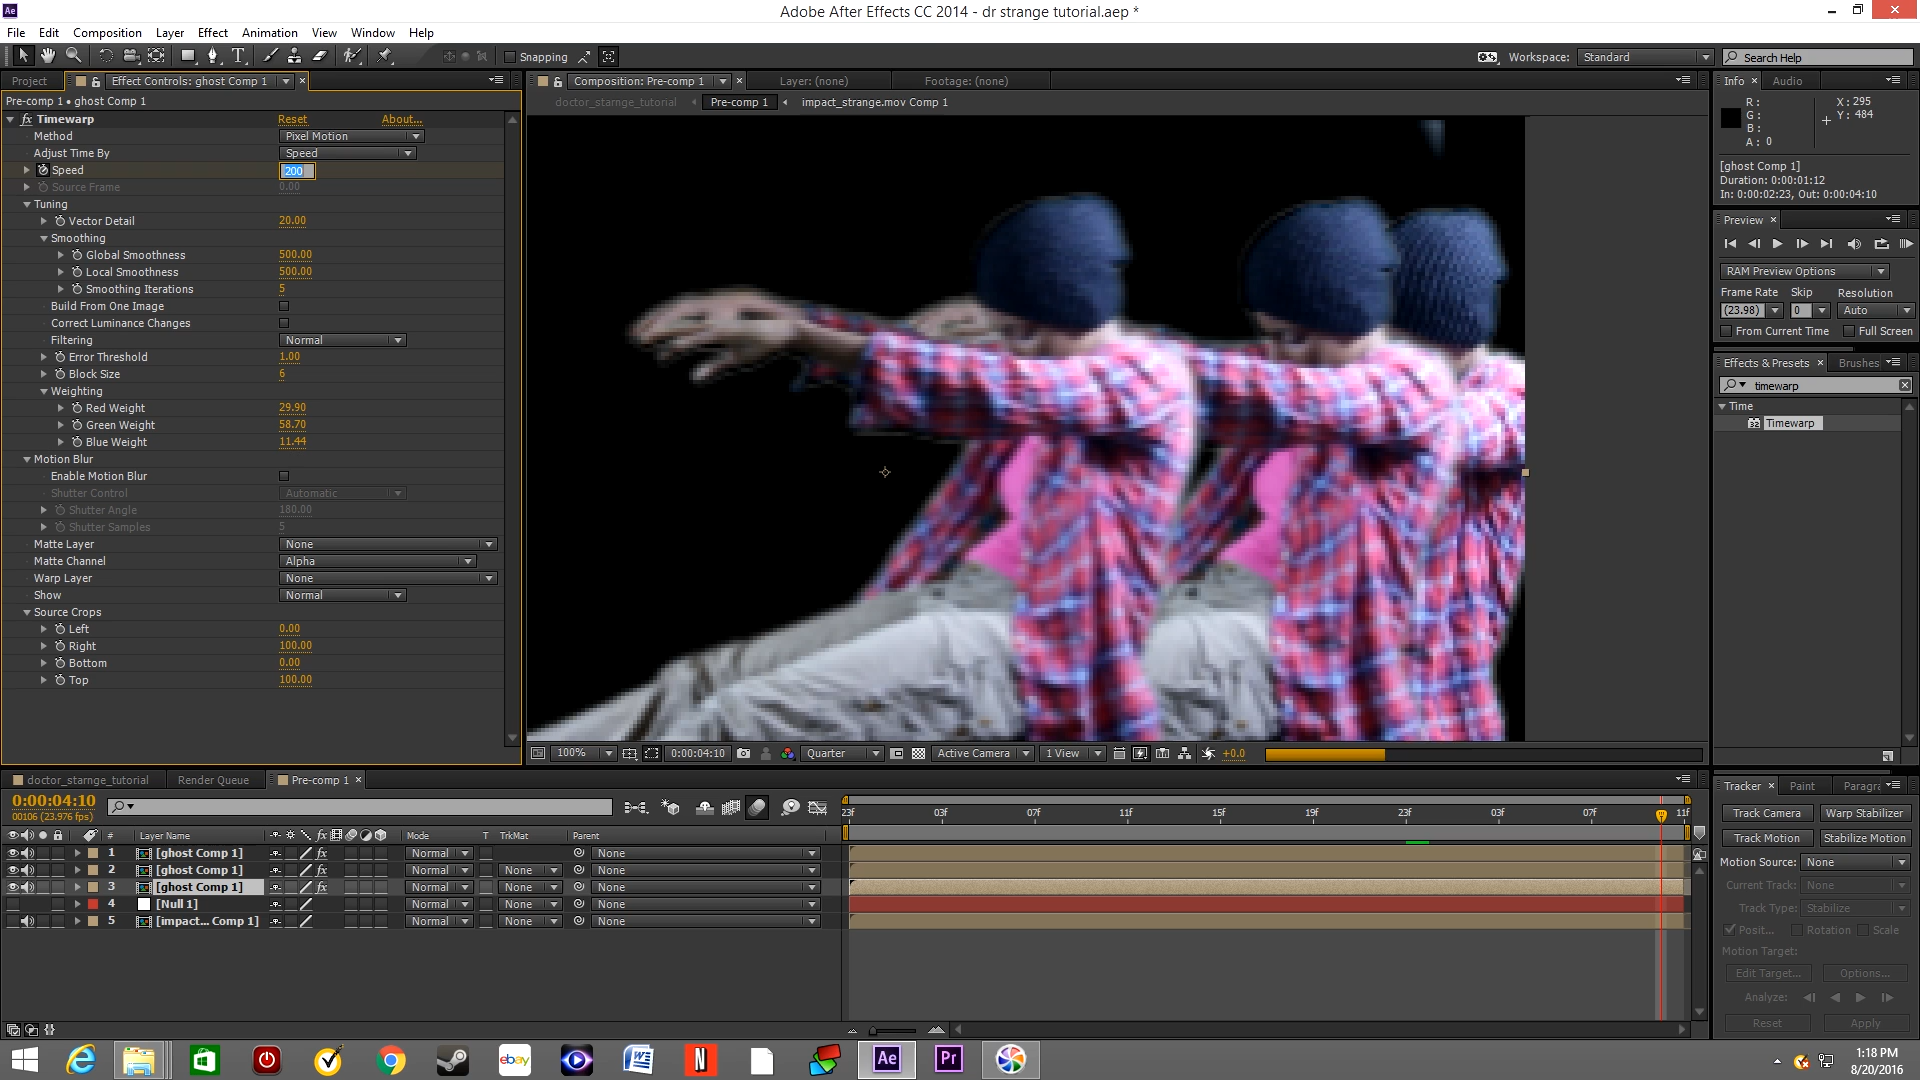 Adobe After Effects CC 2014 - dr strange tutorial.aep *
File Edit Composition Layer Effect Animation View Window Help
Snapping
Workspace: Standard
Search Help
Project
Effect Controls: ghost Comp 1
Pre-comp 1 • ghost Comp 1
fx Timewarp Reset About...
Method Pixel Motion
Adjust Time By Speed
Speed 200
Source Frame 0.00
Tuning
Vector Detail 20.00
Smoothing
Global Smoothness 500.00
Local Smoothness 500.00
Smoothing Iterations 5
Build From One Image
Correct Luminance Changes
Filtering Normal
Error Threshold 1.00
Block Size 6
Weighting
Red Weight 29.90
Green Weight 58.70
Blue Weight 11.44
Motion Blur
Enable Motion Blur
Shutter Control Automatic
Shutter Angle 180.00
Shutter Samples 5
Matte Layer None
Matte Channel Alpha
Warp Layer None
Show Normal
Source Crops
Left 0.00
Right 100.00
Bottom 0.00
Top 100.00
Composition: Pre-comp 1
Layer: (none)
Footage: (none)
doctor_starnge_tutorial Pre-comp 1 impact_strange.mov Comp 1
100% 0:00:04:10 Quarter Active Camera 1 View +0.0
Info Audio
R: X: 295
G: Y: 484
B:
A: 0
[ghost Comp 1]
Duration: 0:00:01:12
In: 0:00:02:23, Out: 0:00:04:10
Preview
RAM Preview Options
Frame Rate Skip Resolution
(23.98) 0 Auto
From Current Time Full Screen
Effects & Presets Brushes
timewarp
Time
32 Timewarp
doctor_starnge_tutorial Render Queue Pre-comp 1
0:00:04:10
00106 (23.976 fps)
# Layer Name fx Mode T TrkMat Parent
23f 03f 07f 11f 15f 19f 23f 03f 07f 11f
1 [ghost Comp 1] fx Normal None
2 [ghost Comp 1] fx Normal None None
3 [ghost Comp 1] fx Normal None None
4 [Null 1] Normal None None
5 [impact... Comp 1] Normal None None
Tracker Paint Paragra
Track Camera Warp Stabilizer
Track Motion Stabilize Motion
Motion Source: None
Current Track: None
Track Type: Stabilize
Posit... Rotation Scale
Motion Target:
Edit Target... Options...
Analyze:
Reset Apply
ebay
N
Ae
Pr
1:18 PM
8/20/2016